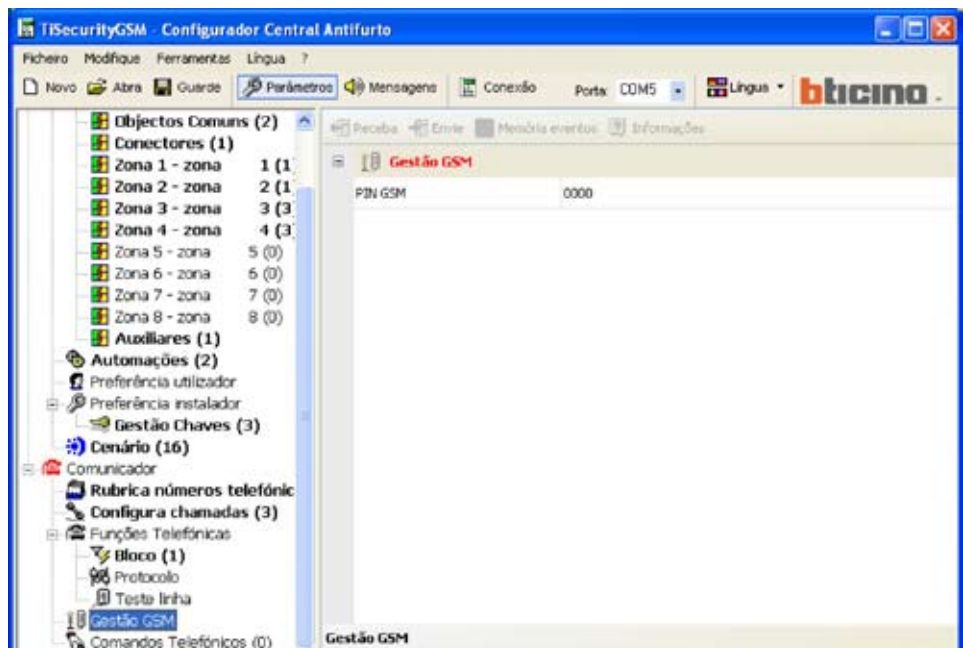 TiSecurityGSM - Configurador Central Antifurto
Ficheiro Modifique Ferramentas Língua ?
Novo Abra Guarde Parâmetros Mensagens Conexão Porta: COM5 Língua bticino
Receba Envie Memória eventos Informações
Objectos Comuns (2)
Conectores (1)
Zona 1 - zona 1 (1
Zona 2 - zona 2 (1
Zona 3 - zona 3 (3
Zona 4 - zona 4 (3
Zona 5 - zona 5 (0)
Zona 6 - zona 6 (0)
Zona 7 - zona 7 (0)
Zona 8 - zona 8 (0)
Auxiliares (1)
Automações (2)
Preferência utilizador
Preferência instalador
Gestão Chaves (3)
Cenário (16)
Comunicador
Rubrica números telefónic
Configura chamadas (3)
Funções Telefónicas
Bloco (1)
Protocolo
Teste linha
Gestão GSM
Comandos Telefónicos (0)
Gestão GSM
PIN GSM 0000
Gestão GSM